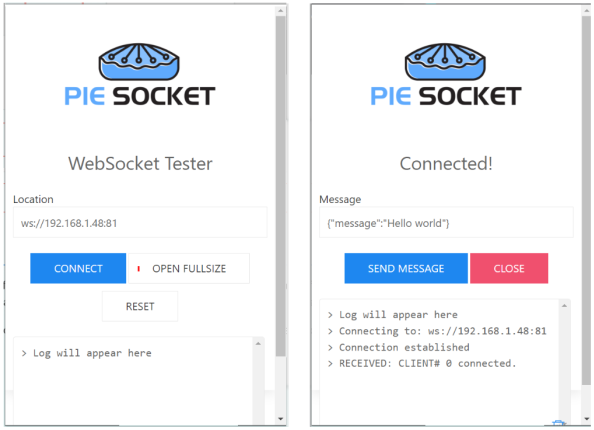 PIE SOCKET
WebSocket Tester
Location
ws://192.168.1.48:81
CONNECT
OPEN FULLSIZE
RESET
> Log will appear here
PIE SOCKET
Connected!
Message
{"message":"Hello world"}
SEND MESSAGE
CLOSE
> Log will appear here
> Connecting to: ws://192.168.1.48:81
> Connection established
> RECEIVED: CLIENT# 0 connected.